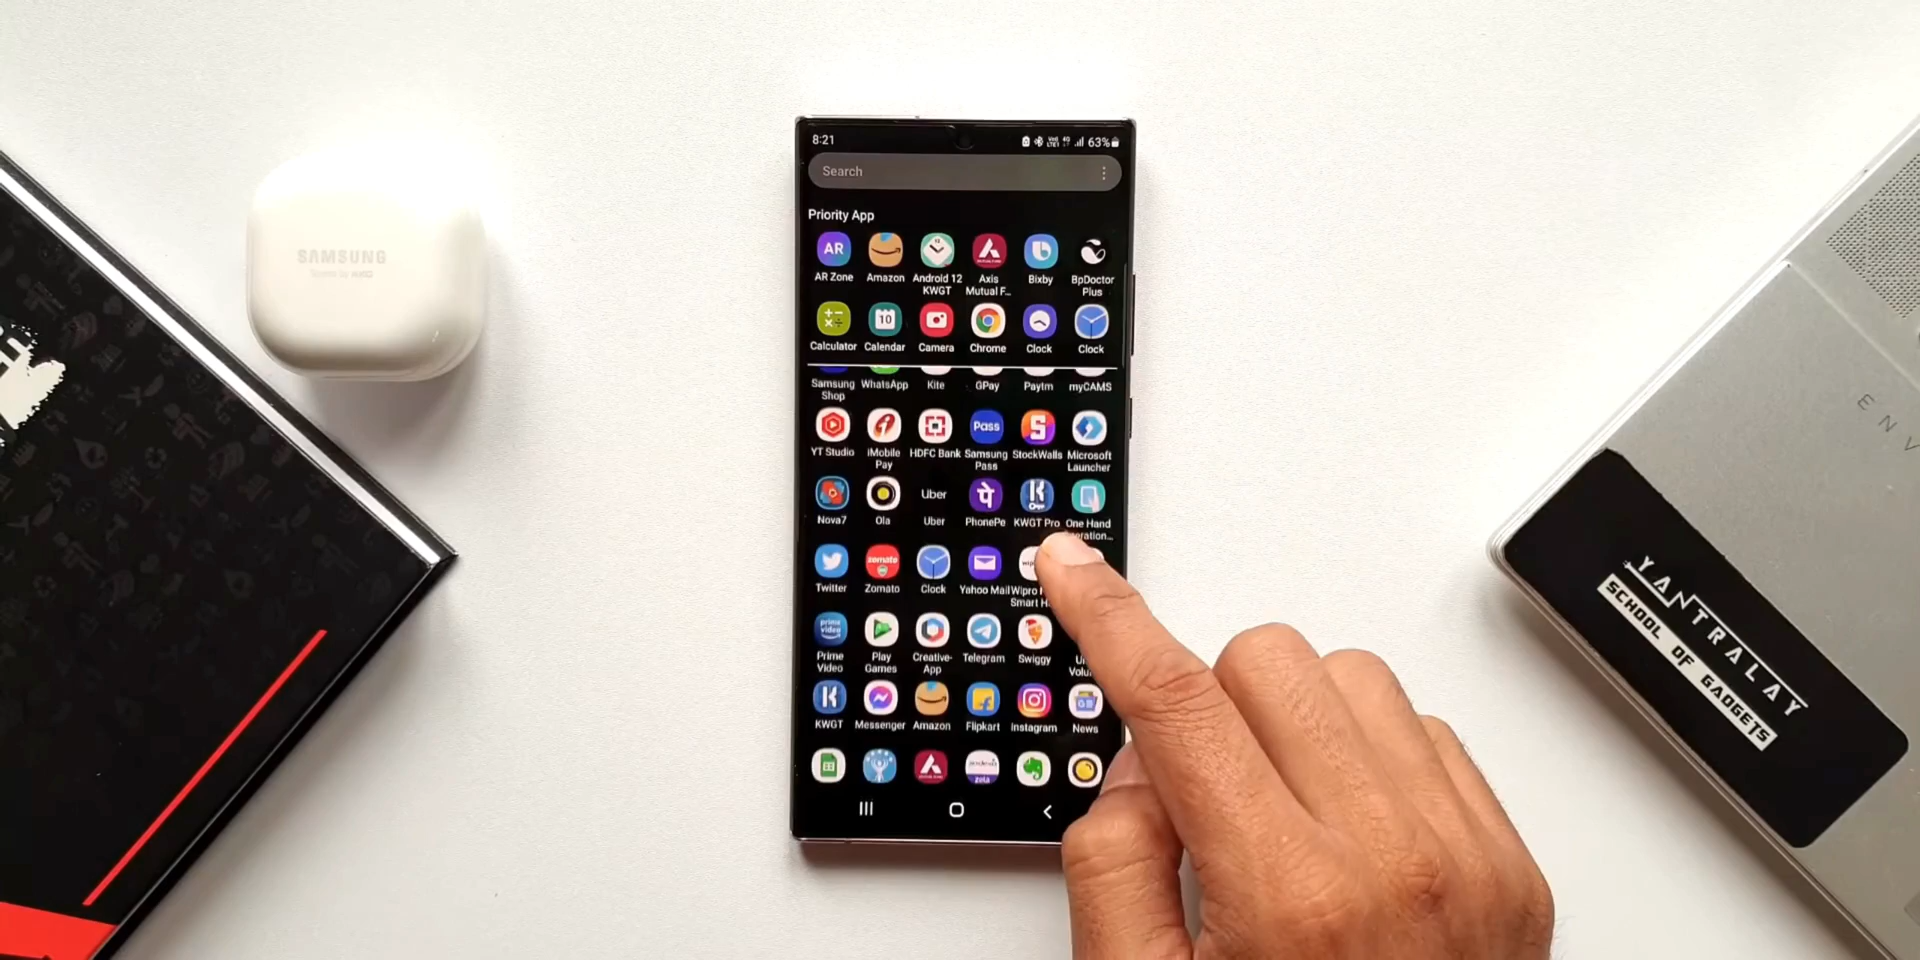 SAMSUNG
8:21
63%
Search
Priority App
AR
AR Zone
Amazon
Android 12 KWGT
Axis Mutual F...
Bixby
BpDoctor Plus
10
Calculator
Calendar
Camera
Chrome
Clock
Clock
Samsung Shop
WhatsApp
Kite
GPay
Paytm
myCAMS
Pass
YT Studio
iMobile Pay
HDFC Bank
Samsung Pass
StockWalls
Microsoft Launcher
Uber
Nova7
Ola
Uber
PhonePe
KWGT Pro
One Hand
zomato
Twitter
Zomato
Clock
Yahoo Mail
Wipro
Smart
prime video
Prime Video
Play Games
Creative-App
Telegram
Swiggy
KWGT
Messenger
Amazon
Flipkart
Instagram
News
ENV
YANTRALAY
SCHOOL OF GADGETS